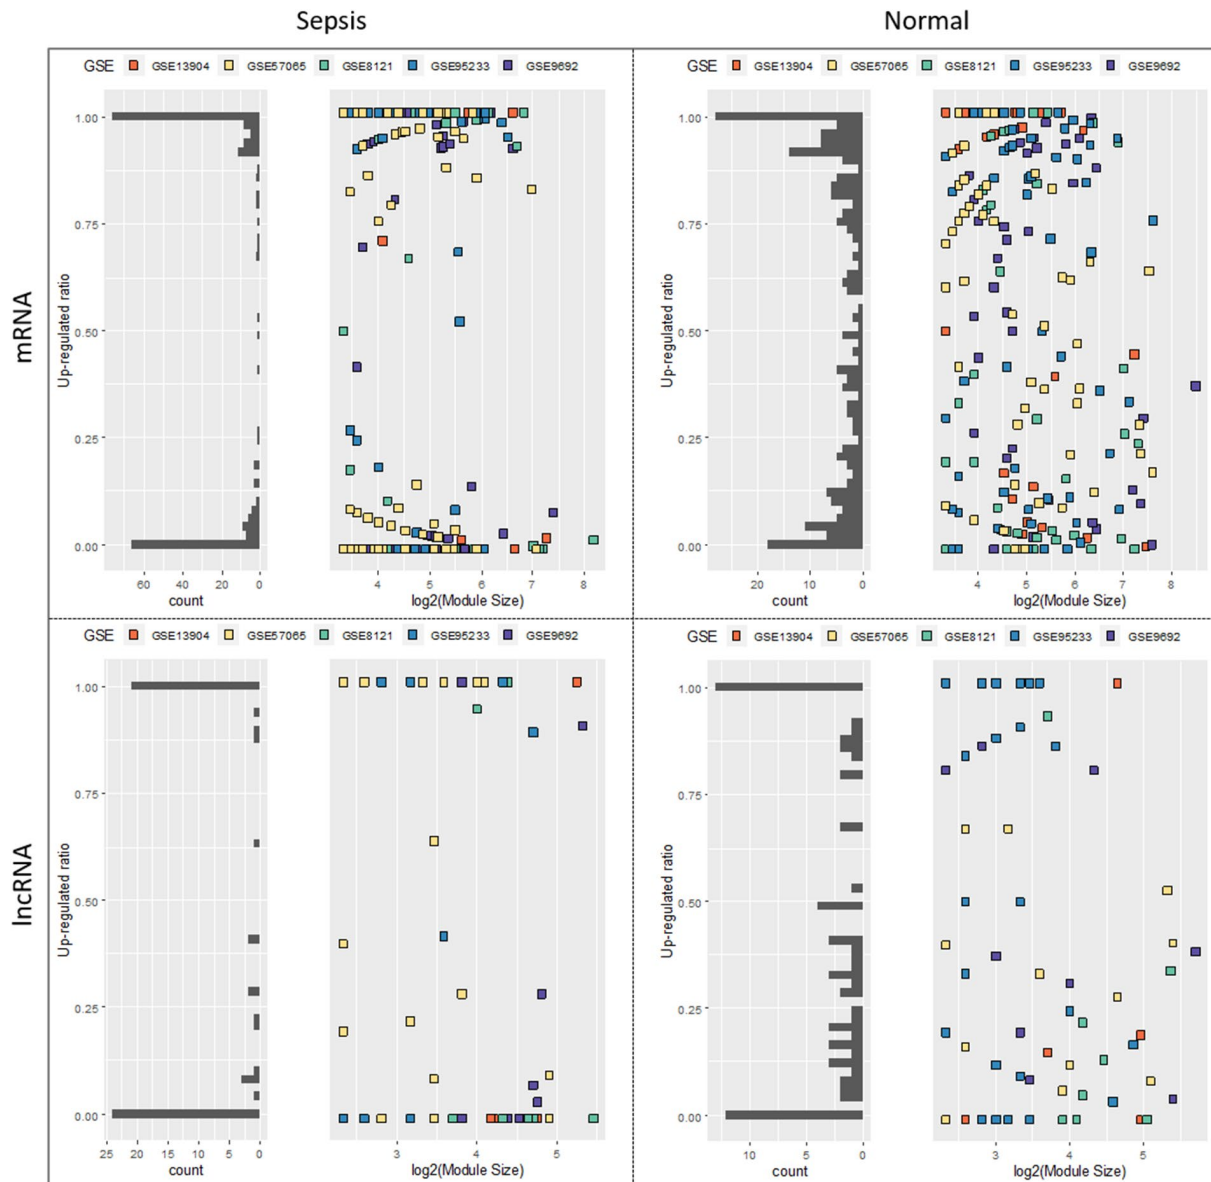 Sepsis Normal
GSE GSE13904 GSE57065 GSE8121 GSE95233 GSE9692
GSE GSE13904 GSE57065 GSE8121 GSE95233 GSE9692
mRNA
Up-regulated ratio
1.00
0.75
0.50
0.25
0.00
60 40 20 0
count
4 5 6 7 8
log2(Module Size)
Up-regulated ratio
1.00
0.75
0.50
0.25
0.00
20 10 0
count
4 5 6 7 8
log2(Module Size)
GSE GSE13904 GSE57065 GSE8121 GSE95233 GSE9692
GSE GSE13904 GSE57065 GSE8121 GSE95233 GSE9692
lncRNA
Up-regulated ratio
1.00
0.75
0.50
0.25
0.00
25 20 15 10 5 0
count
3 4 5
log2(Module Size)
Up-regulated ratio
1.00
0.75
0.50
0.25
0.00
10 5 0
count
3 4 5
log2(Module Size)